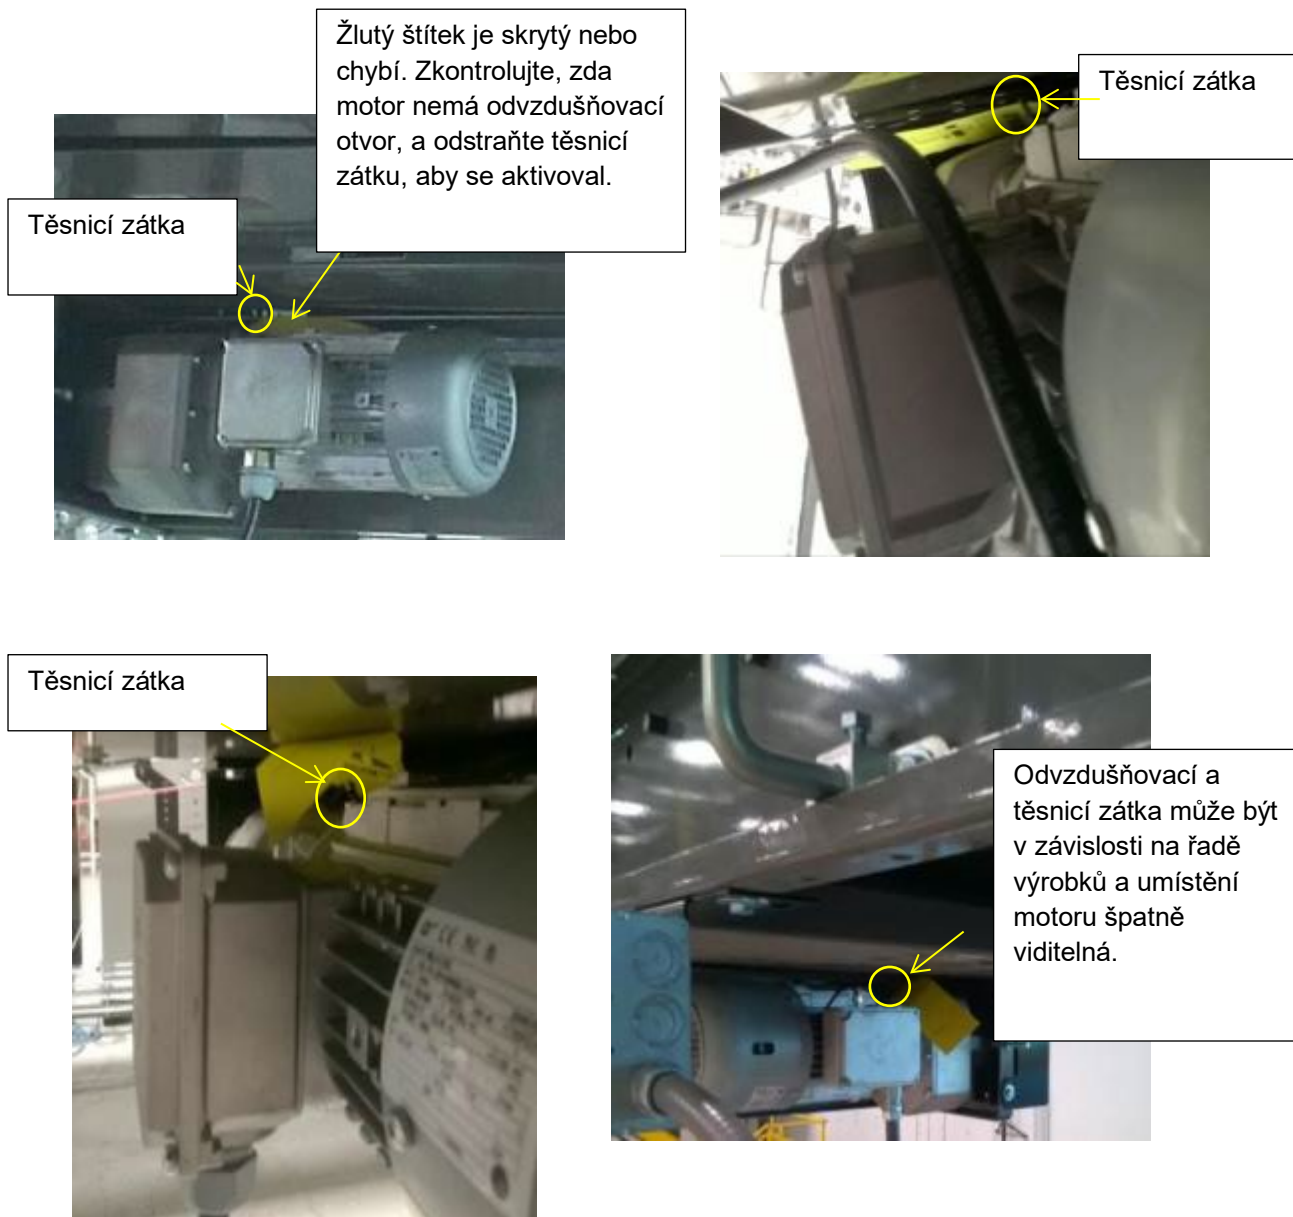 Žlutý štítek je skrytý nebo
chybí. Zkontrolujte, zda
motor nemá odvzdušňovací
otvor, a odstraňte těsnicí
zátku, aby se aktivoval.
Těsnicí zátka
Těsnicí zátka
Těsnicí zátka
Odvzdušňovací a
těsnicí zátka může být
v závislosti na řadě
výrobků a umístění
motoru špatně
viditelná.